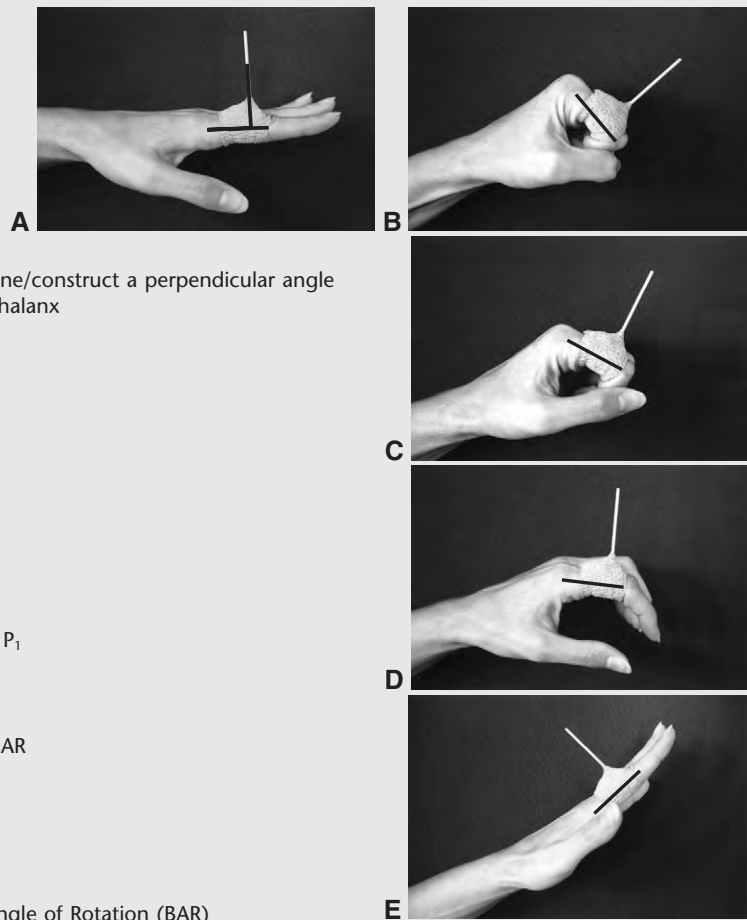 A
B
ne/construct a perpendicular angle
halanx
C
P₁
D
AR
ngle of Rotation (BAR)
E